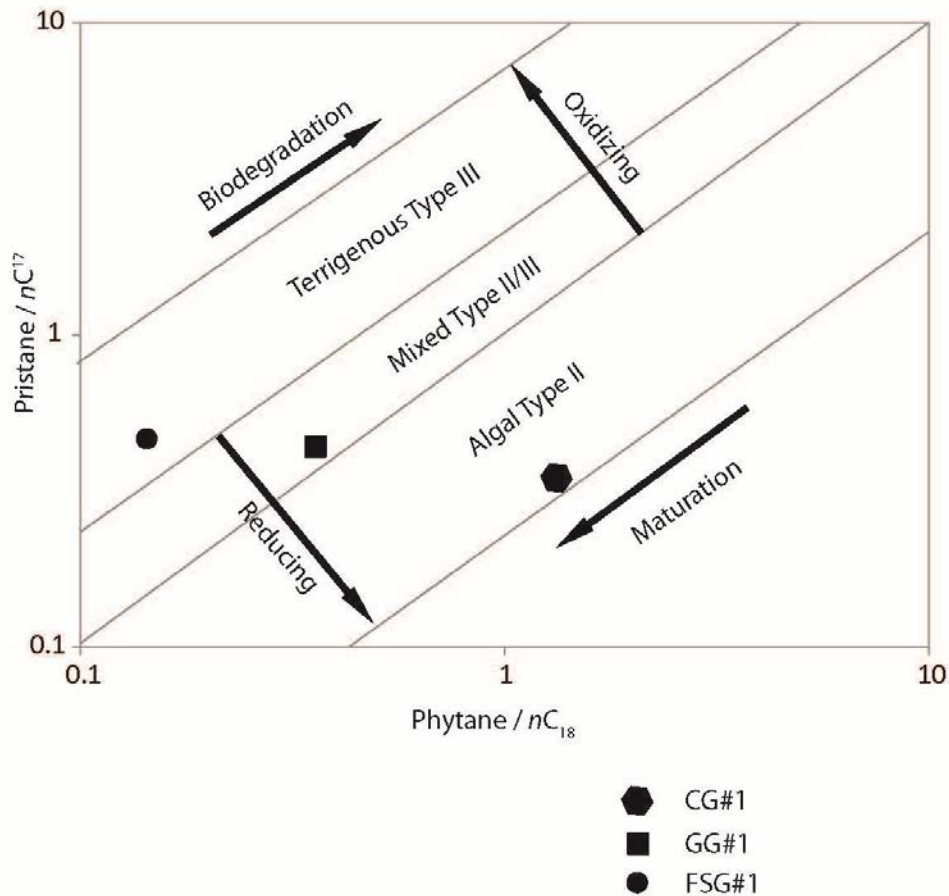 10
1
0.1
Pristane / nC¹⁷
Biodegradation
Oxidizing
Terrigenous Type III
Mixed Type II/III
Algal Type II
Reducing
Maturation
0.1
1
10
Phytane / nC₁₈
CG#1
GG#1
FSG#1